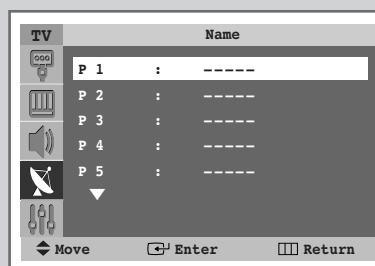 TV Name
P 1 : -----
P 2 : -----
P 3 : -----
P 4 : -----
P 5 : -----
Move Enter Return